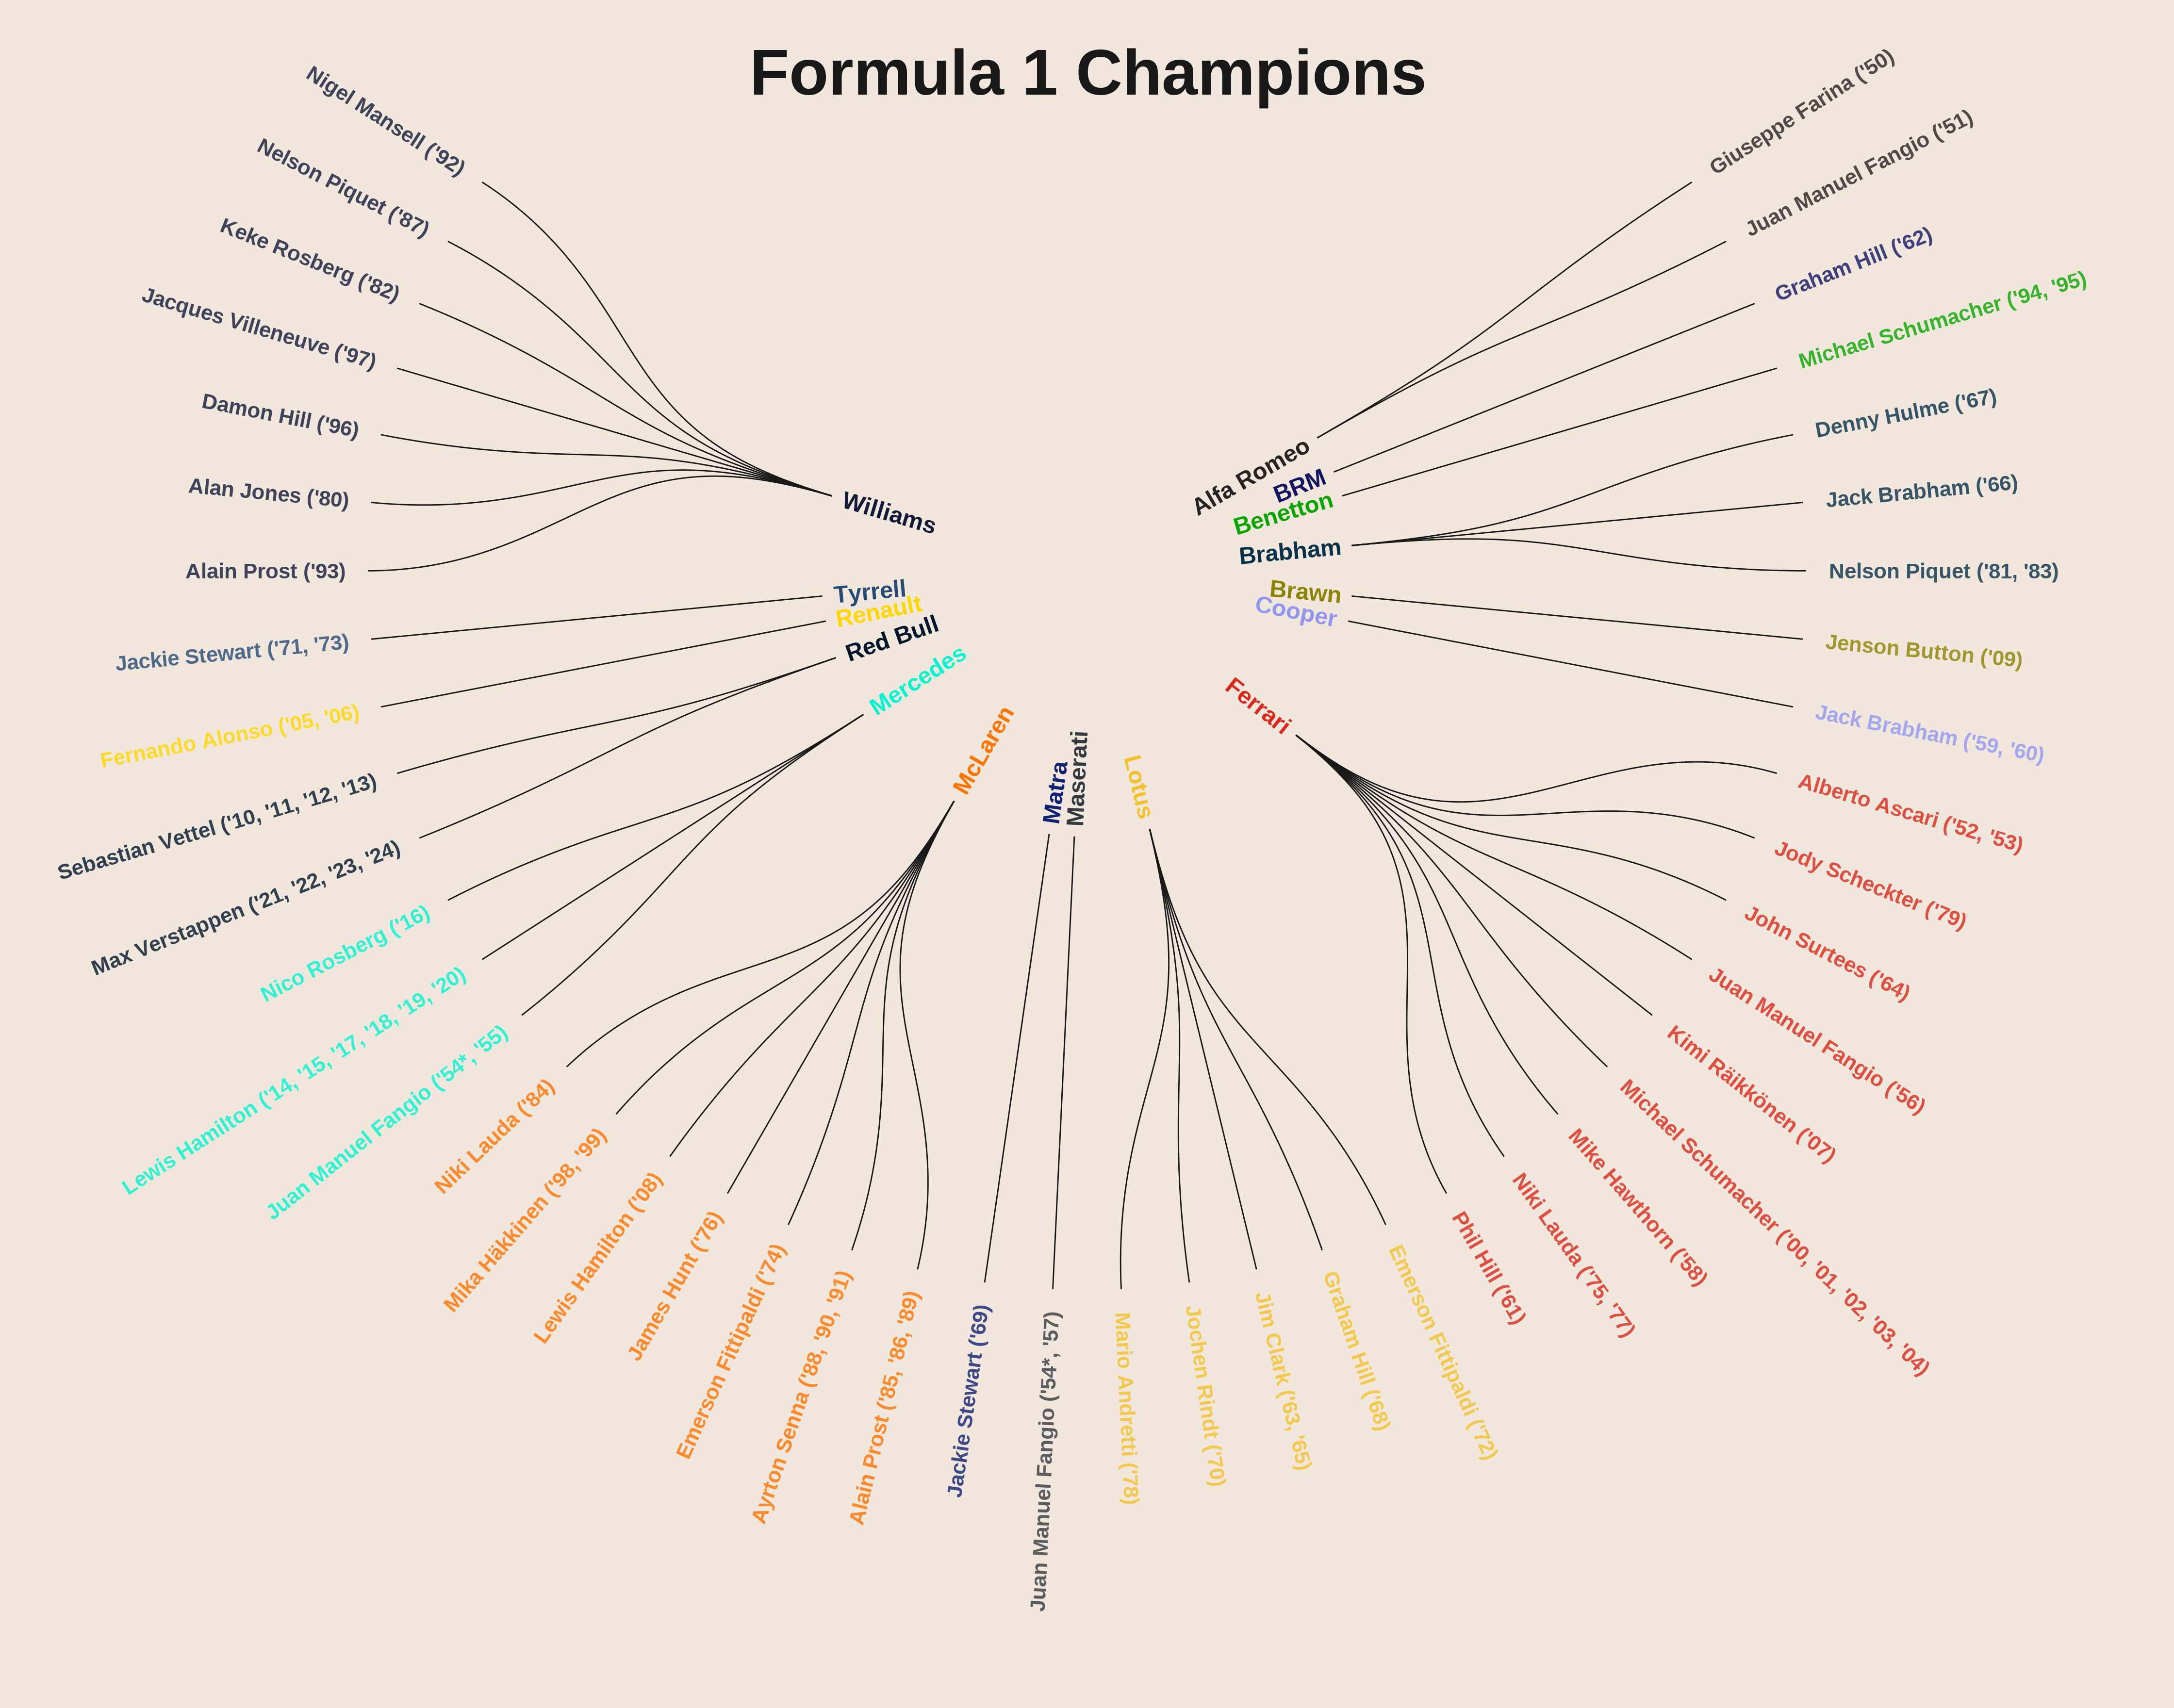 Formula 1 Champions
Alfa Romeo
Giuseppe Farina ('50)
Juan Manuel Fangio ('51)
BRM
Graham Hill ('62)
Benetton
Michael Schumacher ('94, '95)
Brabham
Denny Hulme ('67)
Jack Brabham ('66)
Nelson Piquet ('81, '83)
Brawn
Jenson Button ('09)
Cooper
Jack Brabham ('59, '60)
Ferrari
Alberto Ascari ('52, '53)
Jody Scheckter ('79)
John Surtees ('64)
Juan Manuel Fangio ('56)
Kimi Räikkönen ('07)
Michael Schumacher ('00, '01, '02, '03, '04)
Mike Hawthorn ('58)
Niki Lauda ('75, '77)
Phil Hill ('61)
Lotus
Emerson Fittipaldi ('72)
Graham Hill ('68)
Jim Clark ('63, '65)
Jochen Rindt ('70)
Mario Andretti ('78)
Maserati
Juan Manuel Fangio ('54*, '57)
Matra
Jackie Stewart ('69)
McLaren
Alain Prost ('85, '86, '89)
Ayrton Senna ('88, '90, '91)
Emerson Fittipaldi ('74)
James Hunt ('76)
Lewis Hamilton ('08)
Mika Häkkinen ('98, '99)
Niki Lauda ('84)
Mercedes
Juan Manuel Fangio ('54*, '55)
Lewis Hamilton ('14, '15, '17, '18, '19, '20)
Nico Rosberg ('16)
Red Bull
Max Verstappen ('21, '22, '23, '24)
Sebastian Vettel ('10, '11, '12, '13)
Renault
Fernando Alonso ('05, '06)
Tyrrell
Jackie Stewart ('71, '73)
Williams
Alain Prost ('93)
Alan Jones ('80)
Damon Hill ('96)
Jacques Villeneuve ('97)
Keke Rosberg ('82)
Nelson Piquet ('87)
Nigel Mansell ('92)